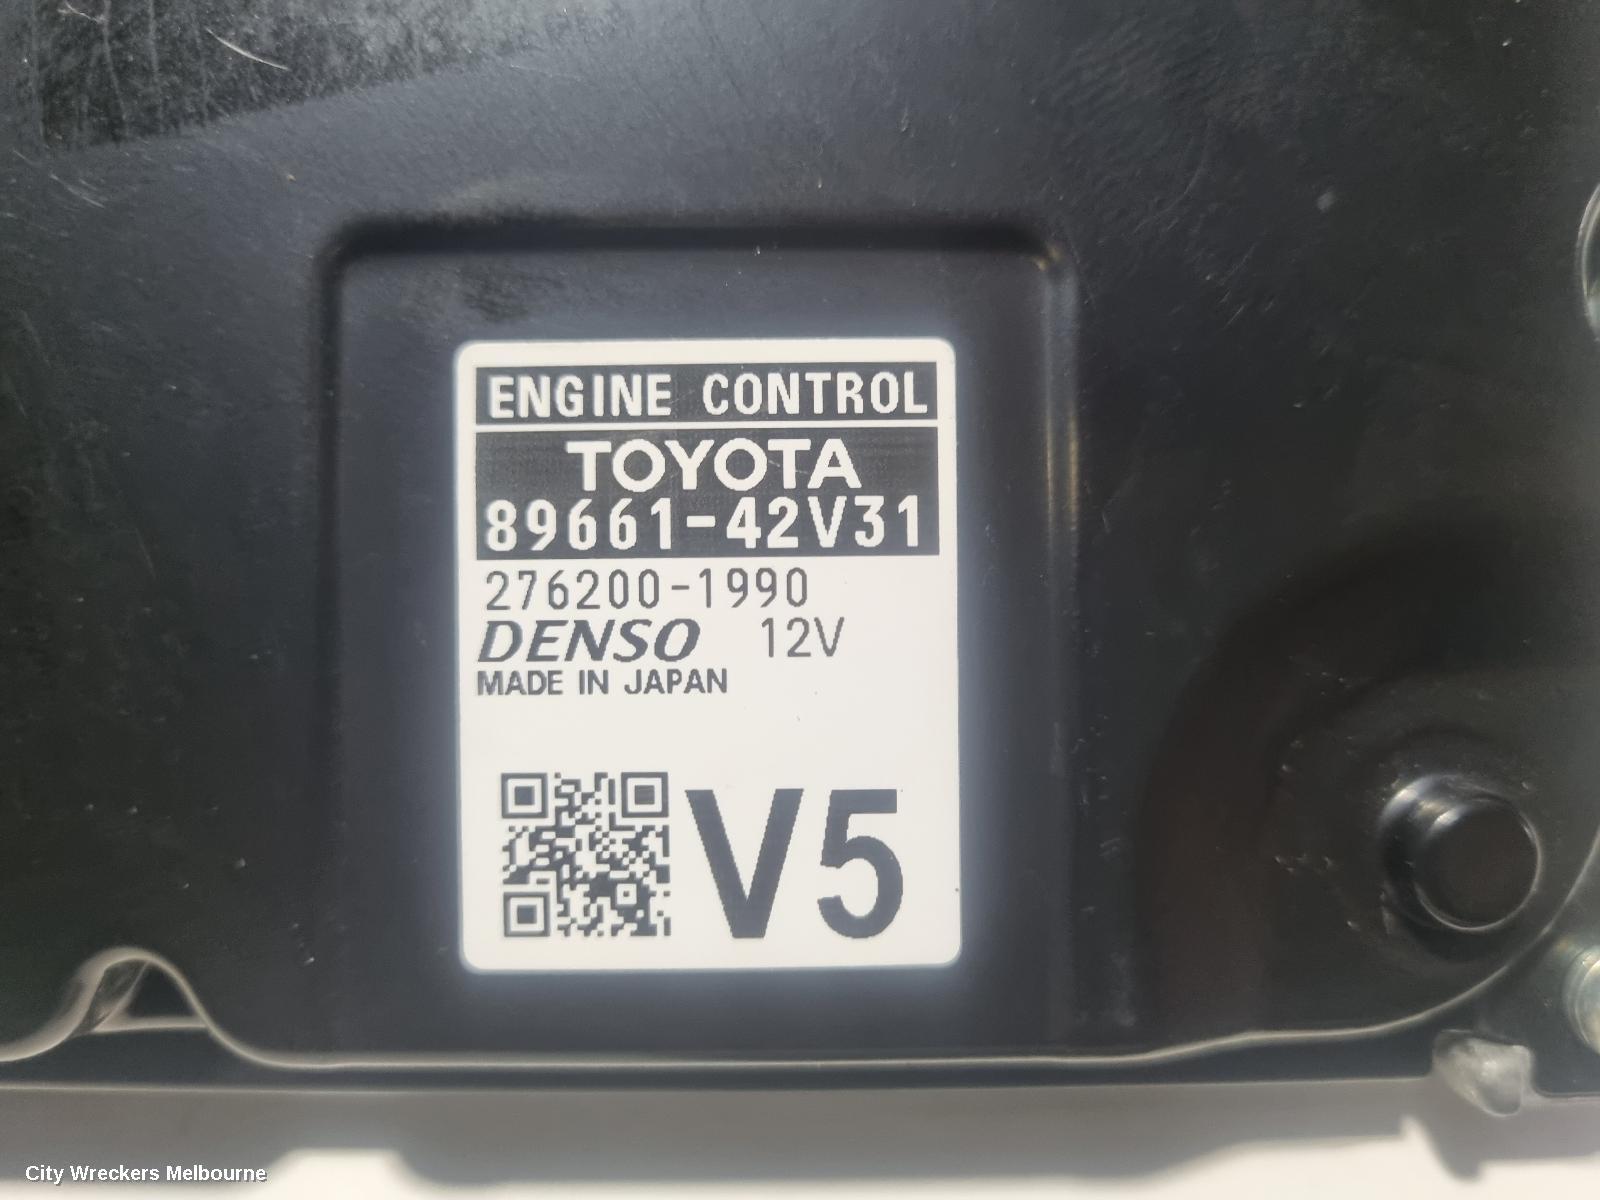 ENGINE CONTROL
TOYOTA
89661-42V31
276200-1990
DENSO 12V
MADE IN JAPAN
V5
City Wreckers Melbourne